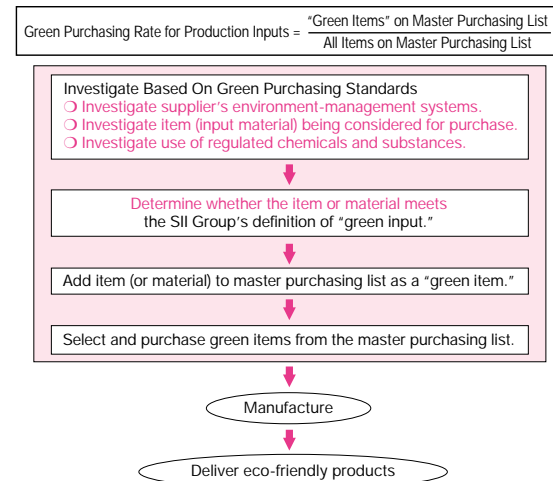 Green Purchasing Rate for Production Inputs = “Green Items” on Master Purchasing List
All Items on Master Purchasing List
Investigate Based On Green Purchasing Standards
❍ Investigate supplier’s environment-management systems.
❍ Investigate item (input material) being considered for purchase.
❍ Investigate use of regulated chemicals and substances.
Determine whether the item or material meets
the SII Group’s definition of “green input.”
Add item (or material) to master purchasing list as a “green item.”
Select and purchase green items from the master purchasing list.
Manufacture
Deliver eco-friendly products